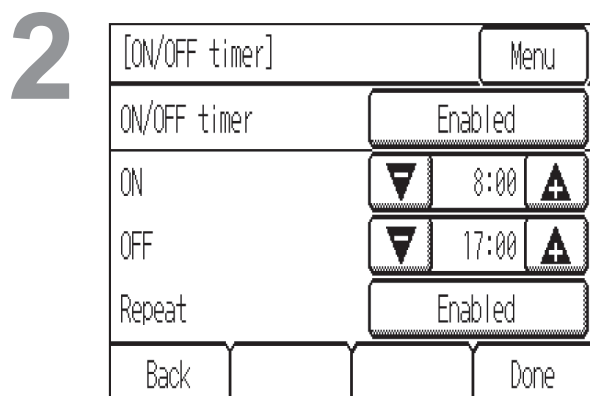 2
[ON/OFF timer] Menu
ON/OFF timer Enabled
ON 8:00
OFF 17:00
Repeat Enabled
Back Done